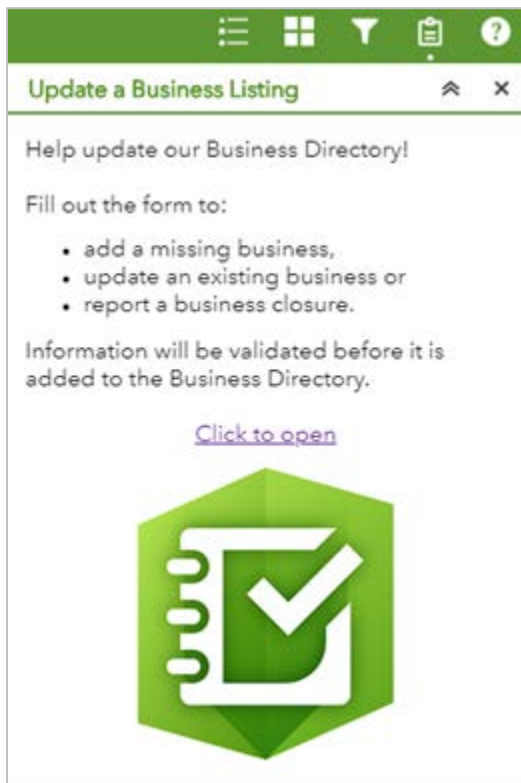 ?
Update a Business Listing
Help update our Business Directory!
Fill out the form to:
• add a missing business,
• update an existing business or
• report a business closure.
Information will be validated before it is
added to the Business Directory.
Click to open